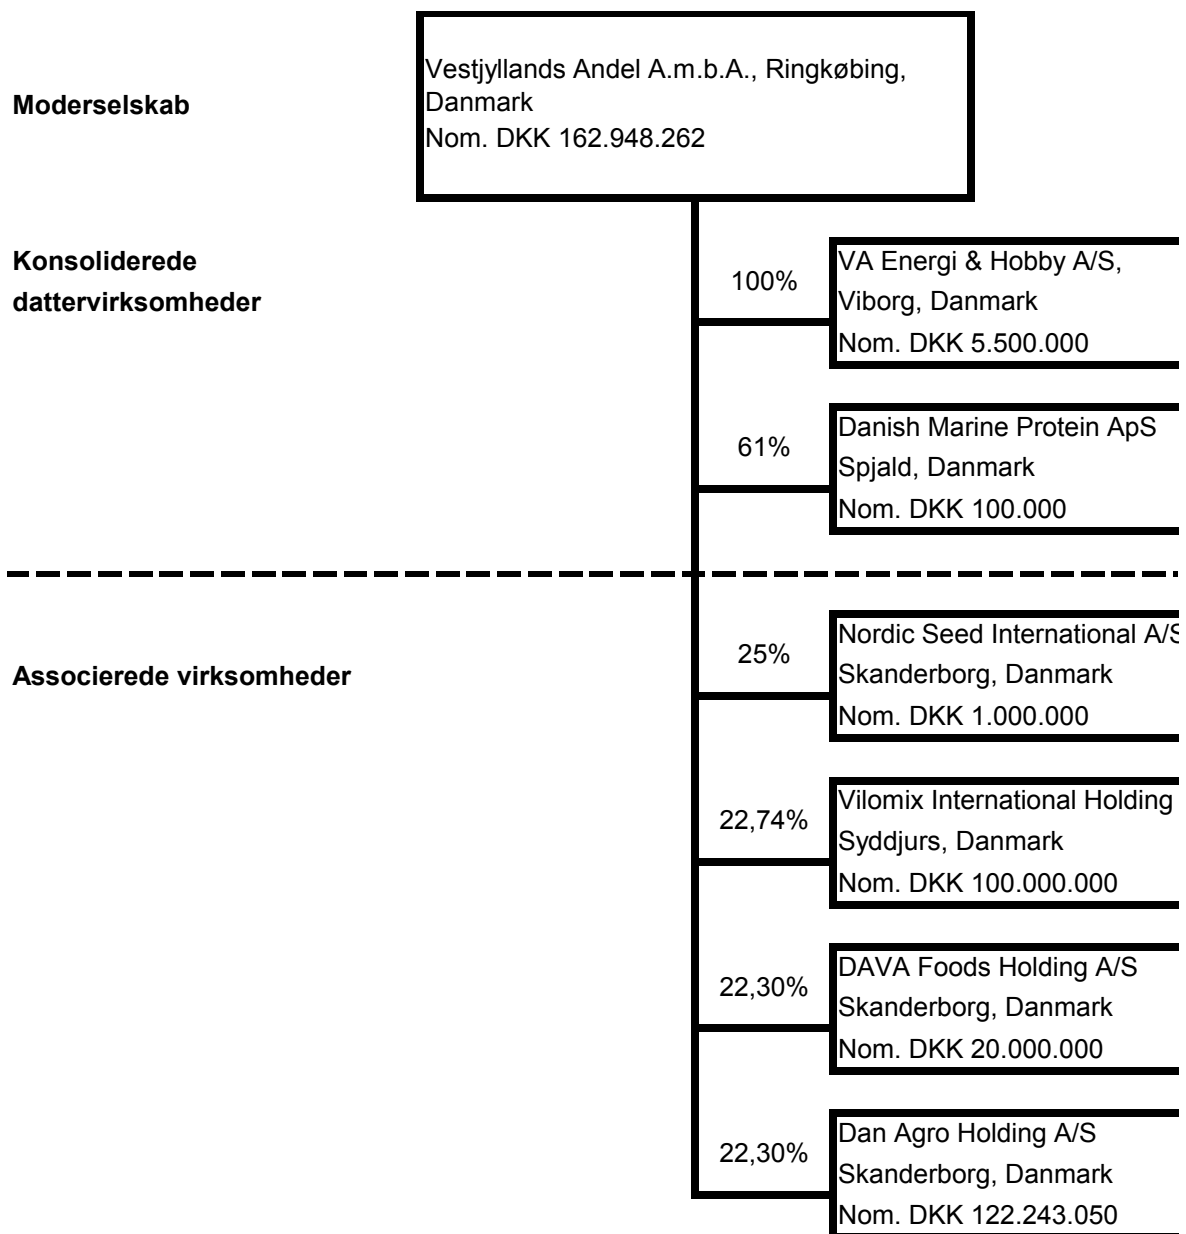 Moderselskab
Vestjyllands Andel A.m.b.A., Ringkøbing,
Danmark
Nom. DKK 162.948.262
Konsoliderede
dattervirksomheder
100%
VA Energi & Hobby A/S,
Viborg, Danmark
Nom. DKK 5.500.000
61%
Danish Marine Protein ApS
Spjald, Danmark
Nom. DKK 100.000
Associerede virksomheder
25%
Nordic Seed International A/S
Skanderborg, Danmark
Nom. DKK 1.000.000
22,74%
Vilomix International Holding
Syddjurs, Danmark
Nom. DKK 100.000.000
22,30%
DAVA Foods Holding A/S
Skanderborg, Danmark
Nom. DKK 20.000.000
22,30%
Dan Agro Holding A/S
Skanderborg, Danmark
Nom. DKK 122.243.050